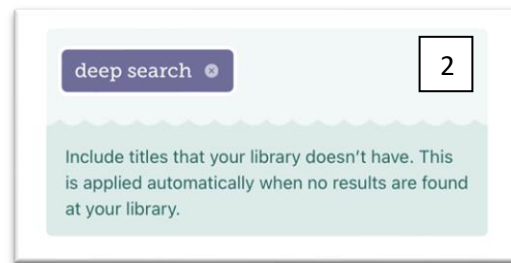 deep search
2
Include titles that your library doesn't have. This
is applied automatically when no results are found
at your library.